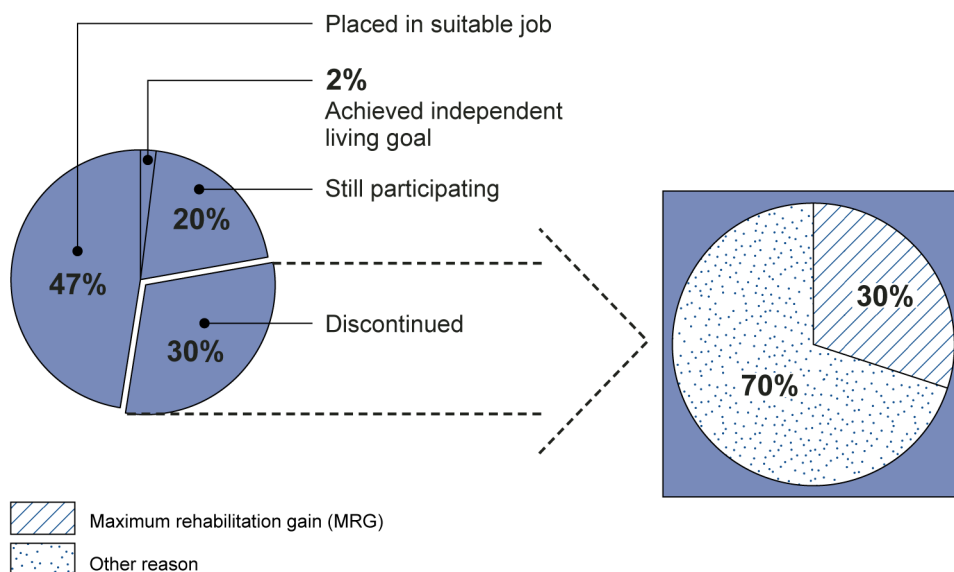 Placed in suitable job
2%
Achieved independent
living goal
Still participating
20%
47%
Discontinued
30%
30%
70%
Maximum rehabilitation gain (MRG)
Other reason